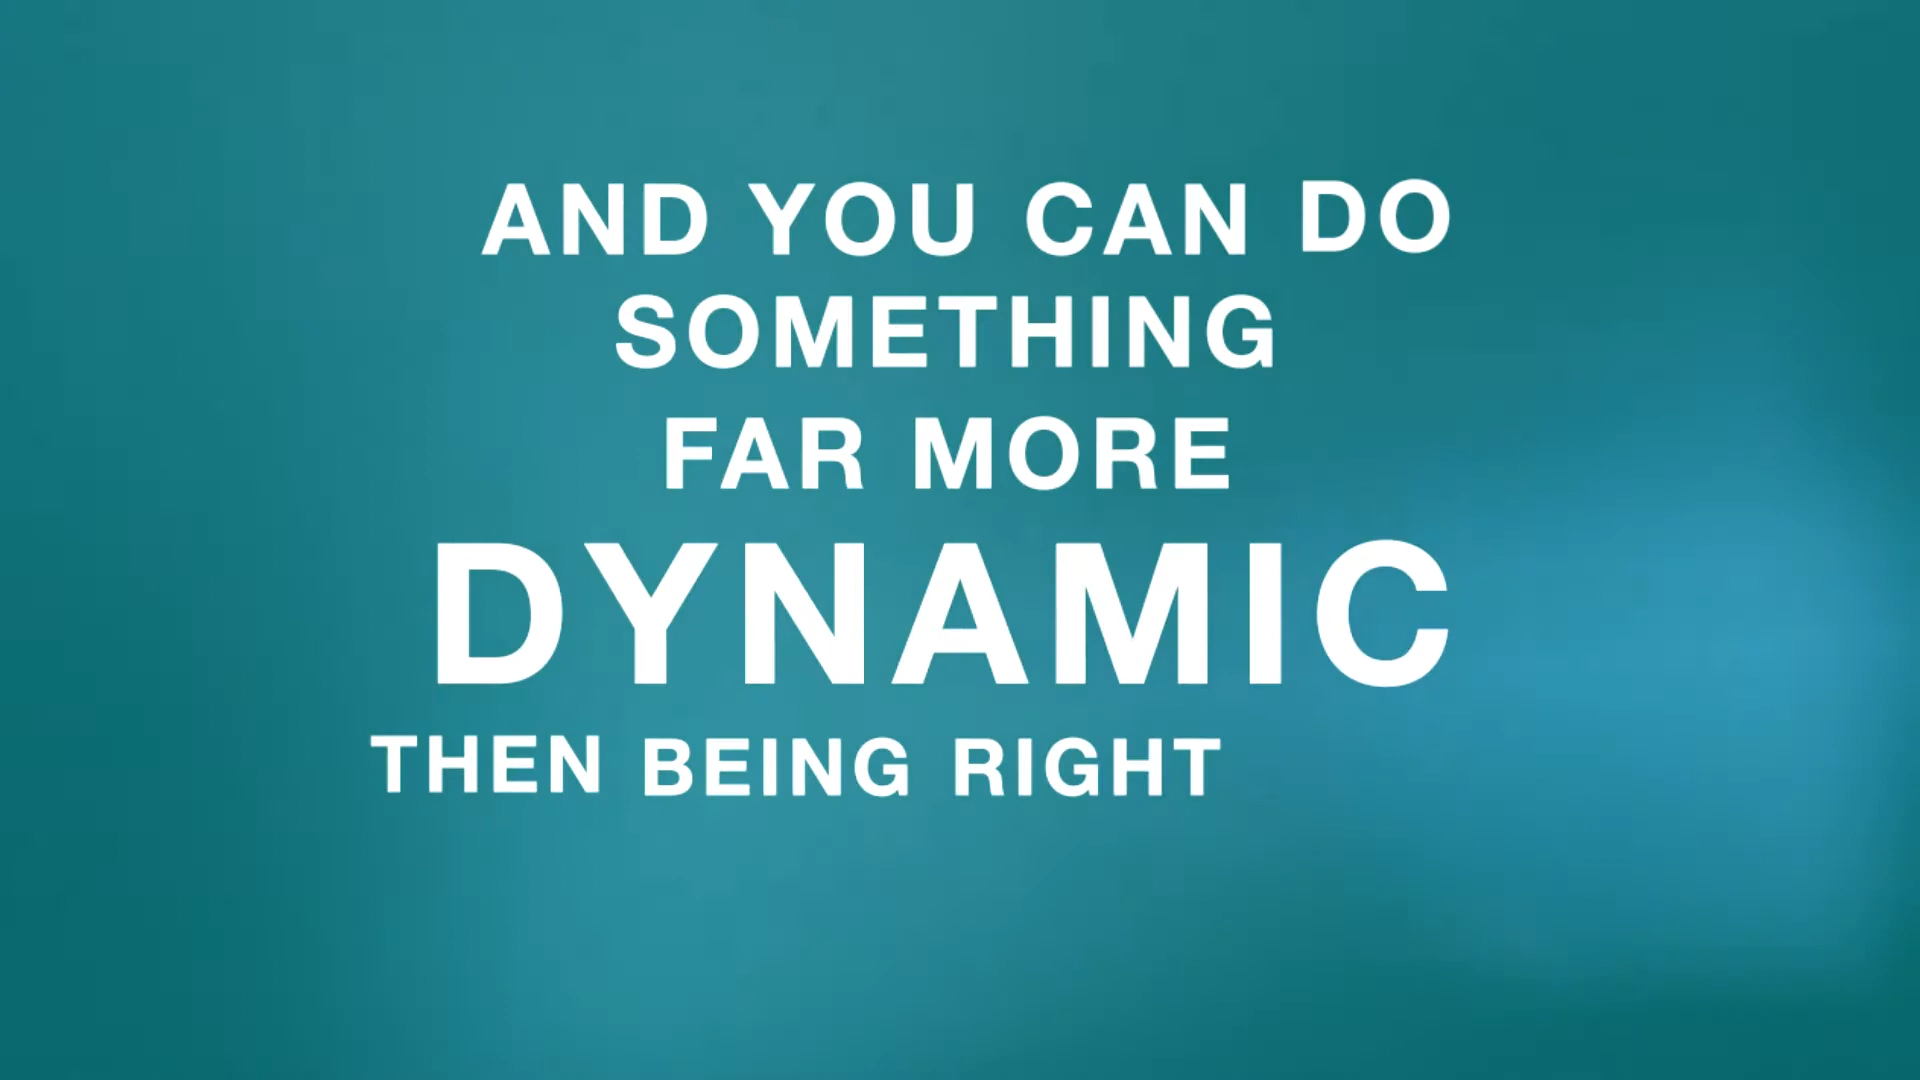 AND YOU CAN DO
SOMETHING
FAR MORE
DYNAMIC
THEN BEING RIGHT